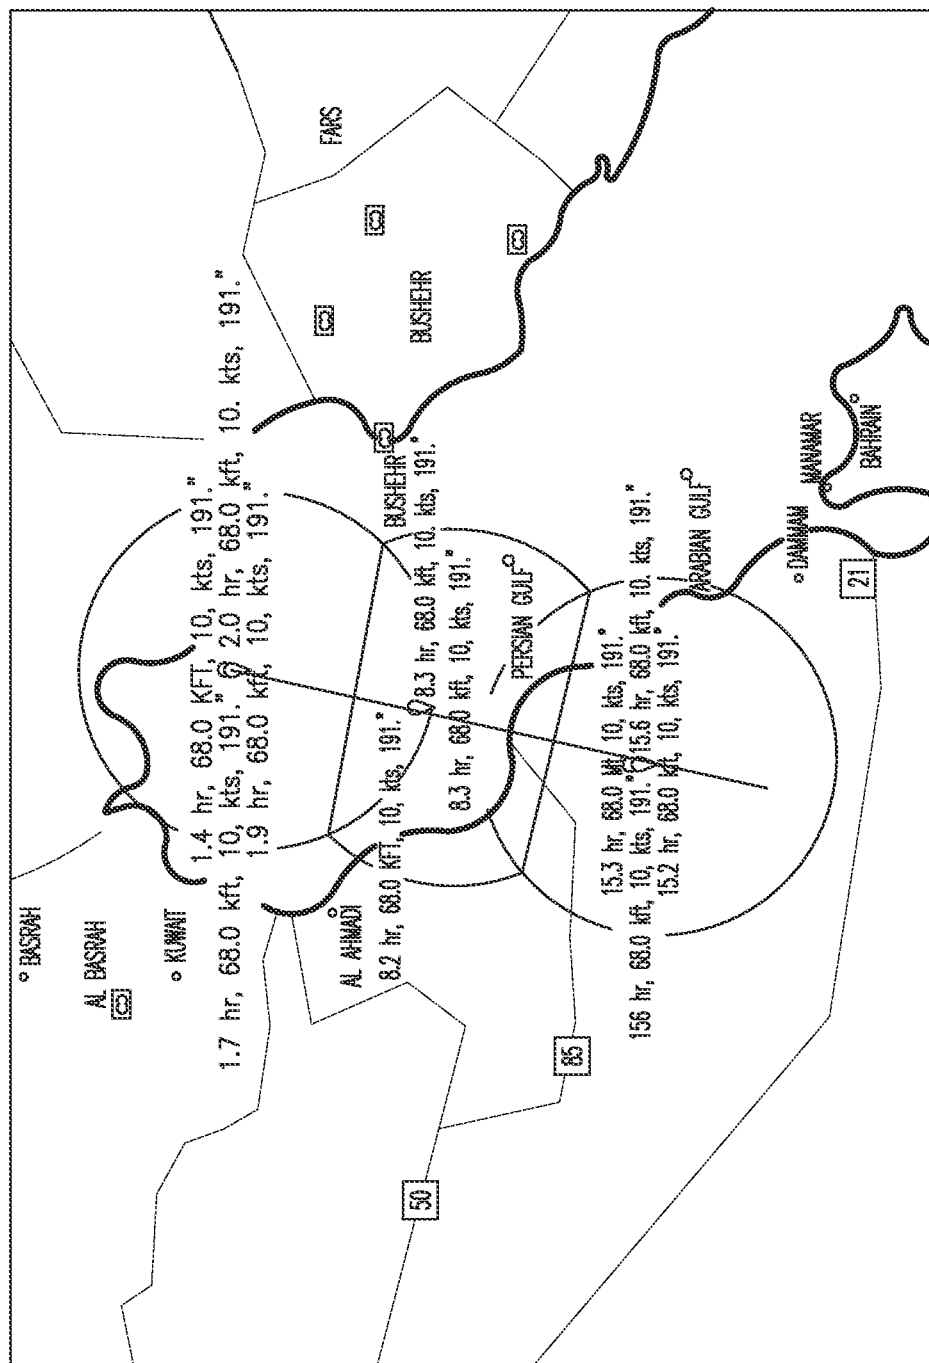 BASRAH
AL BASRAH
KUWAIT
1.4 hr, 68.0 KFT, 10, kts, 191."
1.7 hr, 68.0 kft, 10, kts, 191." 2.0 hr, 68.0 kft, 10. kts, 191."
1.9 hr, 68.0 kft, 10, kts, 191."
FARS
BUSHEHR
BUSHEHR
AL AHMADI
8.2 hr, 68.0 KFT, 10, kts, 191."
8.3 hr, 68.0 kft, 10. kts, 191."
8.3 hr, 68.0 kft, 10, kts, 191."
PERSIAN GULF
15.3 hr, 68.0 Mt, 10, kts, 191."
156 hr, 68.0 kft, 10, kts, 191." 15.6 hr, 68.0 kft, 10. kts, 191."
15.2 hr, 68.0 kft, 10, kts, 191."
ARABIAN GULF
DAMMAM
MANAMAR
BAHRAIN
21
85
50